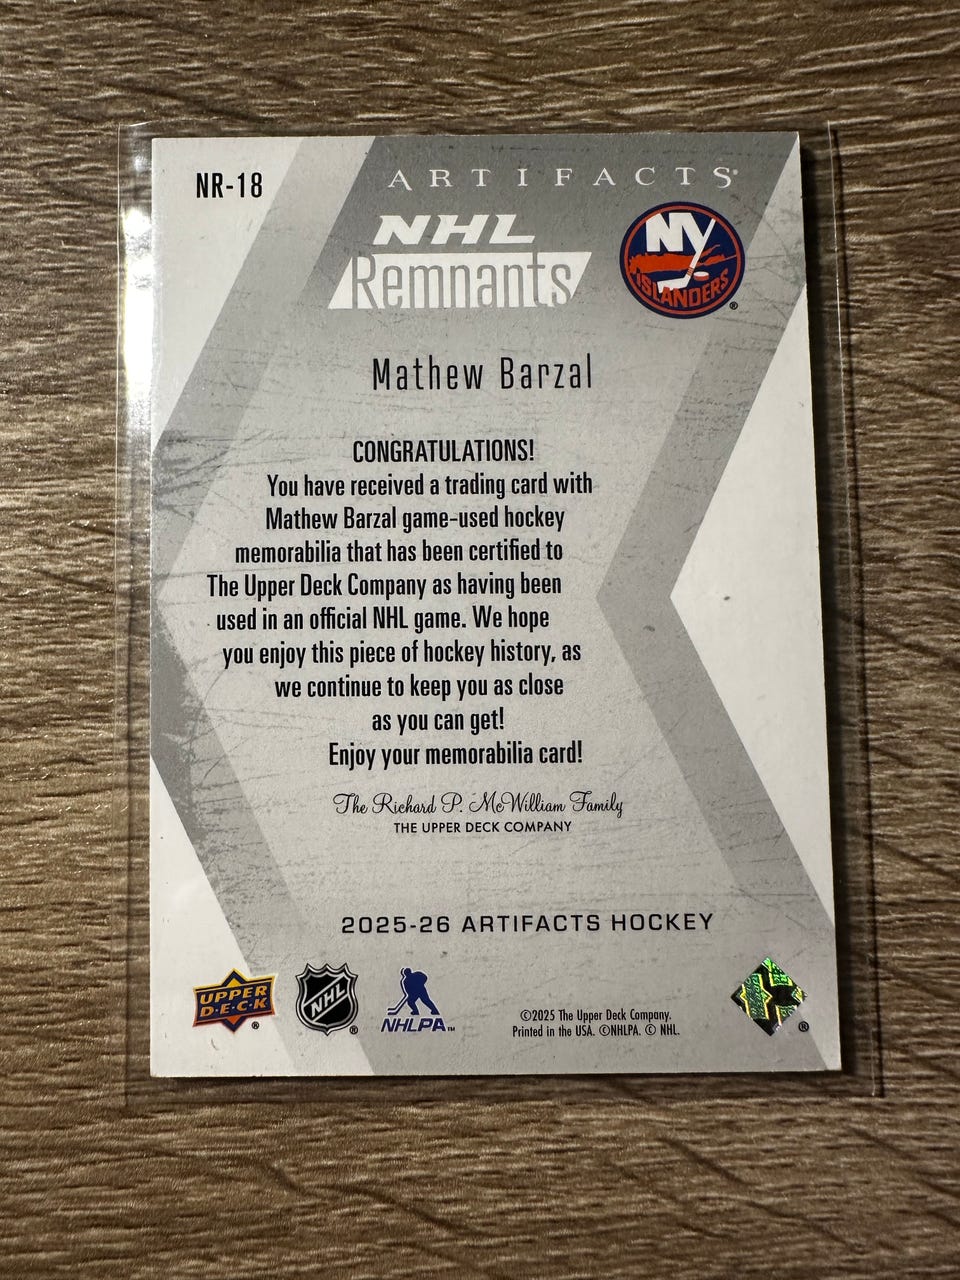 NR-18
ARTIFACTS®
NHL
Remnants
NY
ISLANDERS
®
Mathew Barzal
CONGRATULATIONS!
You have received a trading card with
Mathew Barzal game-used hockey
memorabilia that has been certified to
The Upper Deck Company as having been
used in an official NHL game. We hope
you enjoy this piece of hockey history, as
we continue to keep you as close
as you can get!
Enjoy your memorabilia card!
The Richard P. McWilliam Family
THE UPPER DECK COMPANY
2025-26 ARTIFACTS HOCKEY
UPPER
D·E·C·K
®
NHL
®
NHLPA™
©2025 The Upper Deck Company.
Printed in the USA. ©NHLPA. © NHL.
®